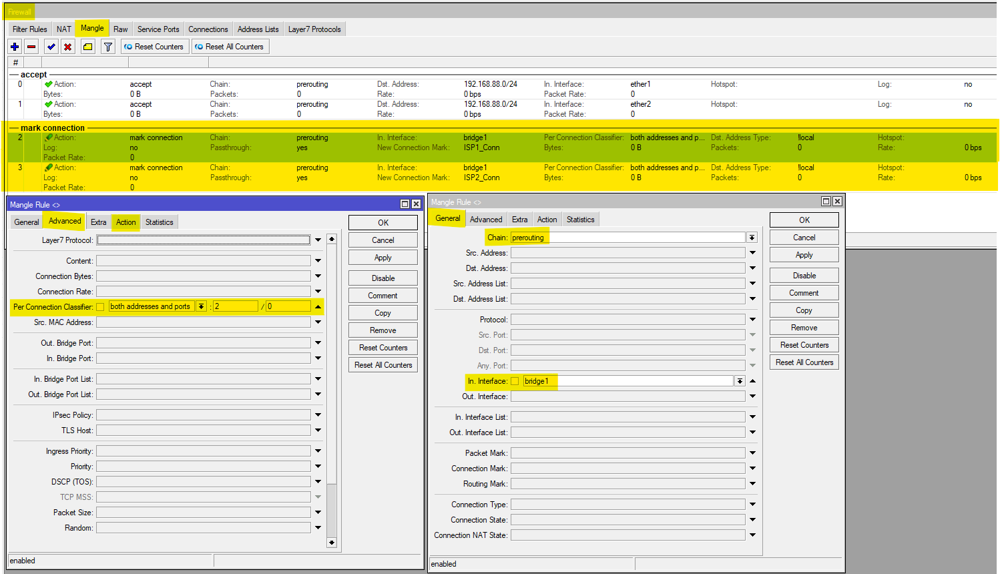 Firewall
Filter Rules NAT Mangle Raw Service Ports Connections Address Lists Layer7 Protocols
Reset Counters Reset All Counters
#
accept
0 Action: accept Chain: prerouting Dst. Address: 192.168.88.0/24 In. Interface: ether1 Hotspot: Log: no
Bytes: 0 B Packets: 0 Rate: 0 bps Packet Rate: 0
1 Action: accept Chain: prerouting Dst. Address: 192.168.88.0/24 In. Interface: ether2 Hotspot: Log: no
Bytes: 0 B Packets: 0 Rate: 0 bps Packet Rate: 0
mark connection
2 Action: mark connection Chain: prerouting In. Interface: bridge1 Per Connection Classifier: both addresses and p... Dst. Address Type: !local Hotspot:
Log: no Passthrough: yes New Connection Mark: ISP1_Conn Bytes: 0 B Packets: 0 Rate: 0 bps
Packet Rate: 0
3 Action: mark connection Chain: prerouting In. Interface: bridge1 Per Connection Classifier: both addresses and p... Dst. Address Type: !local Hotspot:
Log: no Passthrough: yes New Connection Mark: ISP2_Conn Bytes: 0 B Packets: 0 Rate: 0 bps
Packet Rate: 0
Mangle Rule <>
General Advanced Extra Action Statistics
Layer7 Protocol:
Content:
Connection Bytes:
Connection Rate:
Per Connection Classifier: both addresses and ports : 2 / 0
Src. MAC Address:
Out. Bridge Port:
In. Bridge Port:
In. Bridge Port List:
Out. Bridge Port List:
IPsec Policy:
TLS Host:
Ingress Priority:
Priority:
DSCP (TOS):
TCP MSS:
Packet Size:
Random:
OK
Cancel
Apply
Disable
Comment
Copy
Remove
Reset Counters
Reset All Counters
enabled
Mangle Rule <>
General Advanced Extra Action Statistics
Chain: prerouting
Src. Address:
Dst. Address:
Src. Address List:
Dst. Address List:
Protocol:
Src. Port:
Dst. Port:
Any. Port:
In. Interface: bridge1
Out. Interface:
In. Interface List:
Out. Interface List:
Packet Mark:
Connection Mark:
Routing Mark:
Connection Type:
Connection State:
Connection NAT State:
OK
Cancel
Apply
Disable
Comment
Copy
Remove
Reset Counters
Reset All Counters
enabled